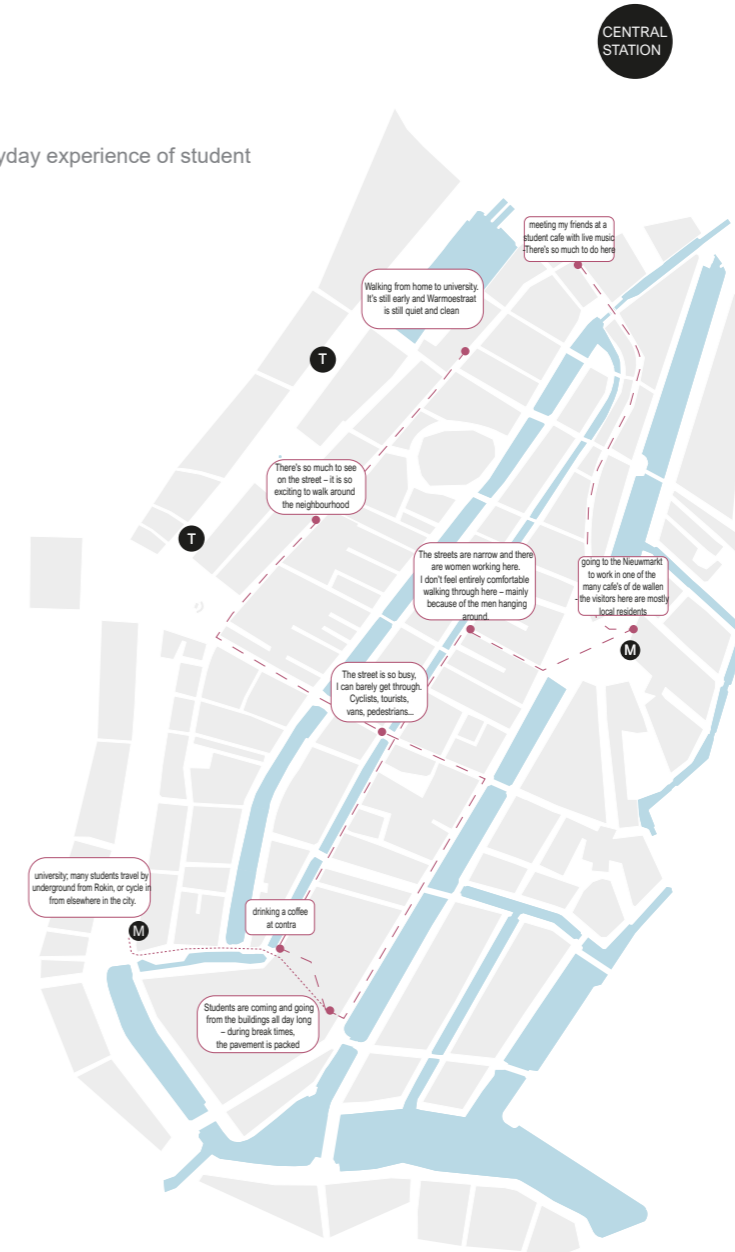 CENTRAL
STATION
yday experience of student
meeting my friends at a
student cafe with live music
-There's so much to do here
Walking from home to university.
It's still early and Warmoestraat
is still quiet and clean
T
There's so much to see
on the street – it is so
exciting to walk around
the neighbourhood
T
The streets are narrow and there
are women working here.
I don't feel entirely comfortable
walking through here – mainly
because of the men hanging
around.
going to the Nieuwmarkt
to work in one of the
many cafe's of de wallen
- the visitors here are mostly
local residents
M
The street is so busy,
I can barely get through.
Cyclists, tourists,
vans, pedestrians...
university; many students travel by
underground from Rokin, or cycle in
from elsewhere in the city.
M
drinking a coffee
at contra
Students are coming and going
from the buildings all day long
– during break times,
the pavement is packed